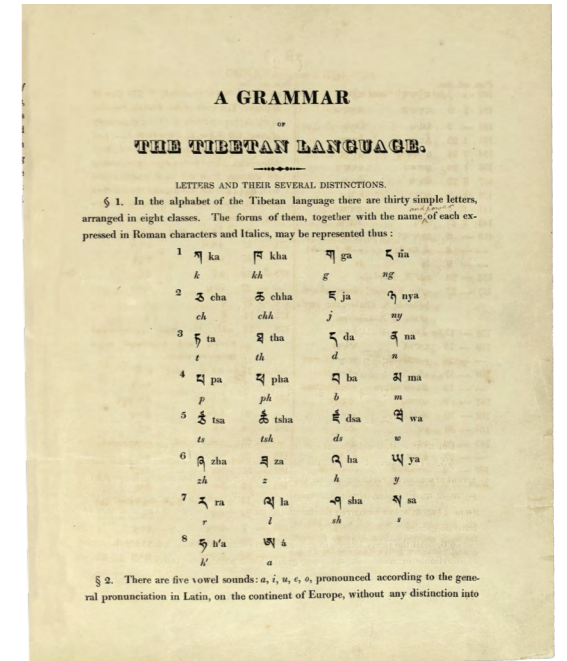 A GRAMMAR
OF
THE TIBETAN LANGUAGE.
LETTERS AND THEIR SEVERAL DISTINCTIONS.
§ 1. In the alphabet of the Tibetan language there are thirty simple letters,
and power
arranged in eight classes. The forms of them, together with the name, of each ex-
pressed in Roman characters and Italics, may be represented thus :
1 ཀ ka ཁ kha ག ga ང ña
k kh g ng
2 ཅ cha ཆ chha ཇ ja ཉ nya
ch chh j ny
3 ཏ ta ཐ tha ད da ན na
t th d n
4 པ pa ཕ pha བ ba མ ma
p ph b m
5 ཙ tsa ཚ tsha ཛ dsa ཝ wa
ts tsh ds w
6 ཞ zha ཟ za འ ha ཡ ya
zh z h y
7 ར ra ལ la ཤ sha ས sa
r l sh s
8 ཧ h'a ཨ á
h' a
§ 2. There are five vowel sounds: a, i, u, e, o, pronounced according to the gene-
ral pronunciation in Latin, on the continent of Europe, without any distinction into